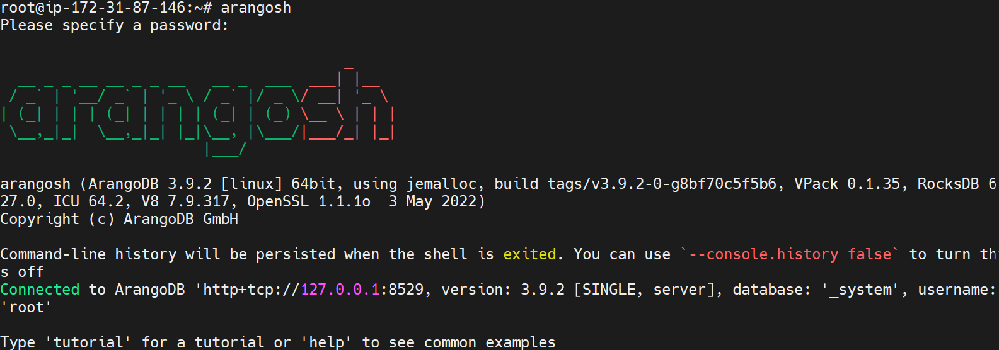 root@ip-172-31-87-146:~# arangosh
Please specify a password:
                                       _
  __ _ _ __ __ _ _ __   __ _  ___  ___| |__
 / _` | '__/ _` | '_ \ / _` |/ _ \/ __| '_ \
| (_| | | | (_| | | | | (_| | (_) \__ \ | | |
 \__,_|_|  \__,_|_| |_|\__, |\___/|___/_| |_|
                       |___/
arangosh (ArangoDB 3.9.2 [linux] 64bit, using jemalloc, build tags/v3.9.2-0-g8bf70c5f5b6, VPack 0.1.35, RocksDB 6
27.0, ICU 64.2, V8 7.9.317, OpenSSL 1.1.1o  3 May 2022)
Copyright (c) ArangoDB GmbH
Command-line history will be persisted when the shell is exited. You can use `--console.history false` to turn thi
s off
Connected to ArangoDB 'http+tcp://127.0.0.1:8529, version: 3.9.2 [SINGLE, server], database: '_system', username:
'root'
Type 'tutorial' for a tutorial or 'help' to see common examples